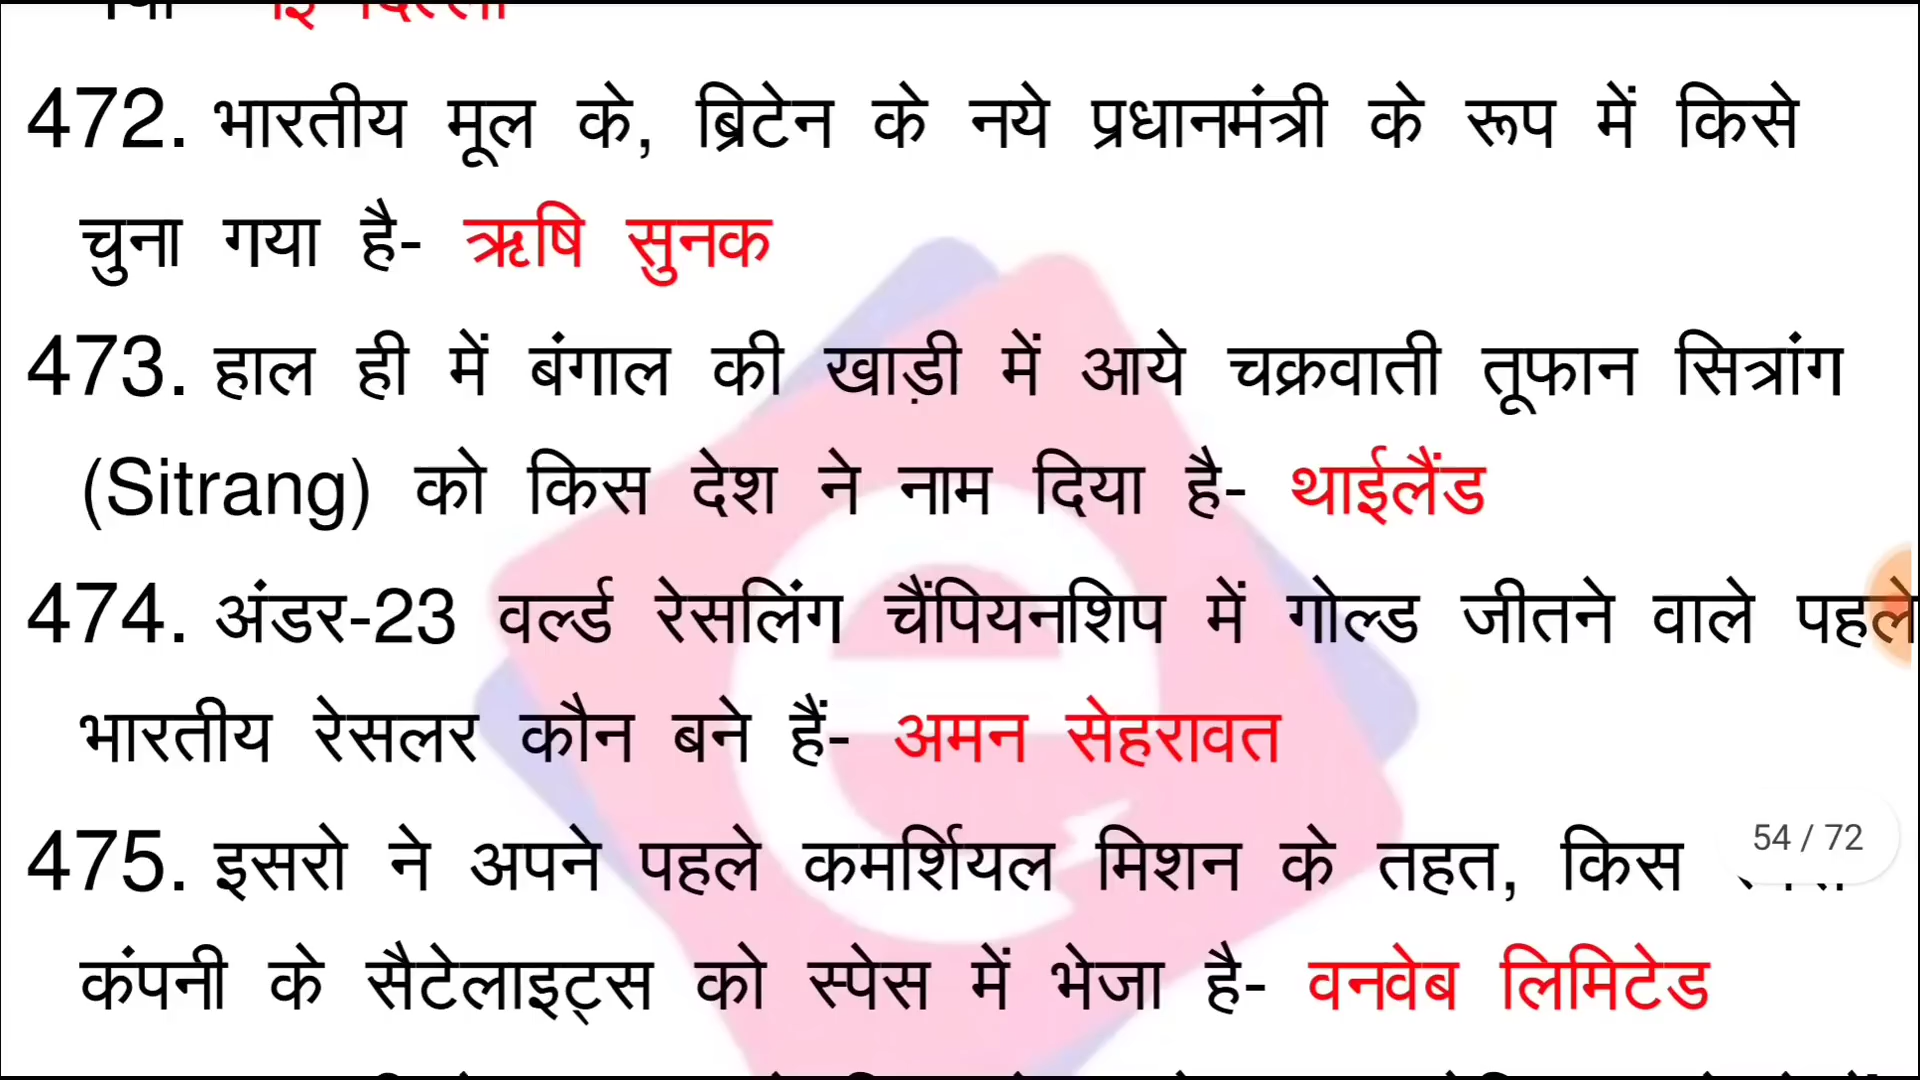 472. भारतीय मूल के, ब्रिटेन के नये प्रधानमंत्री के रूप में किसे
चुना गया है- ऋषि सुनक
473. हाल ही में बंगाल की खाड़ी में आये चक्रवाती तूफान सित्रांग
(Sitrang) को किस देश ने नाम दिया है- थाईलैंड
474. अंडर-23 वर्ल्ड रेसलिंग चैंपियनशिप में गोल्ड जीतने वाले पहले
भारतीय रेसलर कौन बने हैं- अमन सेहरावत
54 / 72
475. इसरो ने अपने पहले कमर्शियल मिशन के तहत, किस
कंपनी के सैटेलाइट्स को स्पेस में भेजा है- वनवेब लिमिटेड